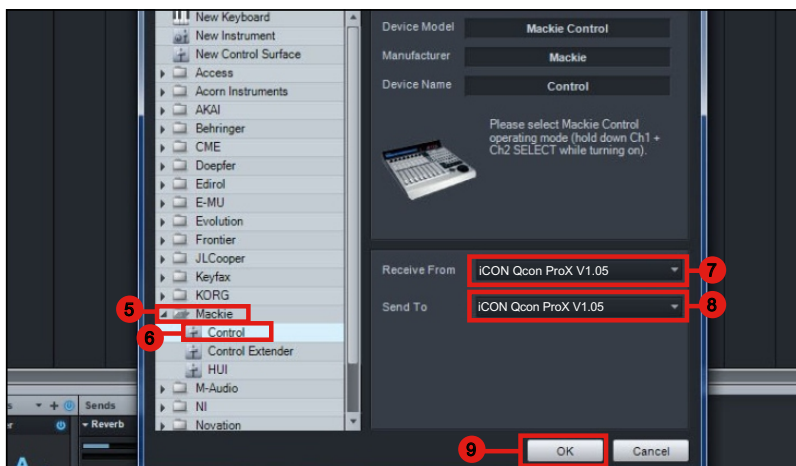 New Keyboard
New Instrument
New Control Surface
Access
Acorn Instruments
AKAI
Behringer
CME
Doepfer
Edirol
E-MU
Evolution
Frontier
JLCooper
Keyfax
KORG
5 Mackie
6 Control
Control Extender
HUI
M-Audio
NI
Novation
Device Model Mackie Control
Manufacturer Mackie
Device Name Control
Please select Mackie Control
operating mode (hold down Ch1 +
Ch2 SELECT while turning on).
Receive From iCON Qcon ProX V1.05 7
Send To iCON Qcon ProX V1.05 8
9 OK Cancel
Sends
Reverb